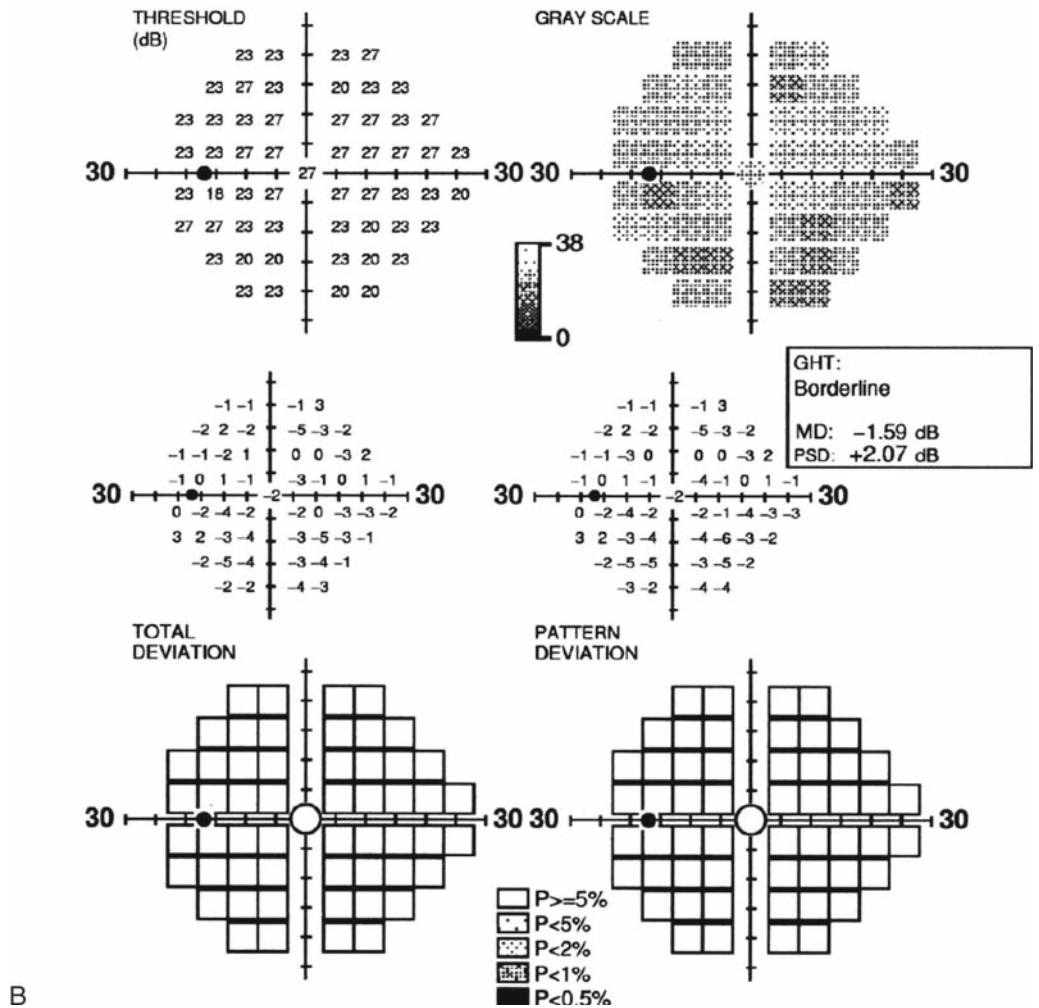 THRESHOLD
(dB)
GRAY SCALE
23 23 23 27
23 27 23 20 23 23
23 23 23 27 27 27 23 27
23 23 27 27 27 27 27 27 27 23
30 27 30 30 30
23 18 23 27 27 27 23 23 23 20
27 27 23 23 23 20 23 23
23 20 20 23 20 23
23 23 20 20
38
0
GHT:
Borderline
MD: -1.59 dB
PSD: +2.07 dB
-1 -1 -1 3
-2 2 -2 -5 -3 -2
-1 -1 -2 1 0 0 -3 2
-1 0 1 -1 -3 -1 0 1 -1
30 -2 30
0 -2 -4 -2 -2 0 -3 -3 -2
3 2 -3 -4 -3 -5 -3 -1
-2 -5 -4 -3 -4 -1
-2 -2 -4 -3
TOTAL
DEVIATION
-1 -1 -1 3
-2 2 -2 -5 -3 -2
-1 -1 -3 0 0 0 -3 2
-1 0 1 -1 -4 -1 0 1 -1
30 -2 30
0 -2 -4 -2 -2 -1 -4 -3 -3
3 2 -3 -4 -4 -6 -3 -2
-2 -5 -5 -3 -5 -2
-3 -2 -4 -4
PATTERN
DEVIATION
30 30 30 30
P>=5%
P<5%
P<2%
P<1%
P<0.5%
B